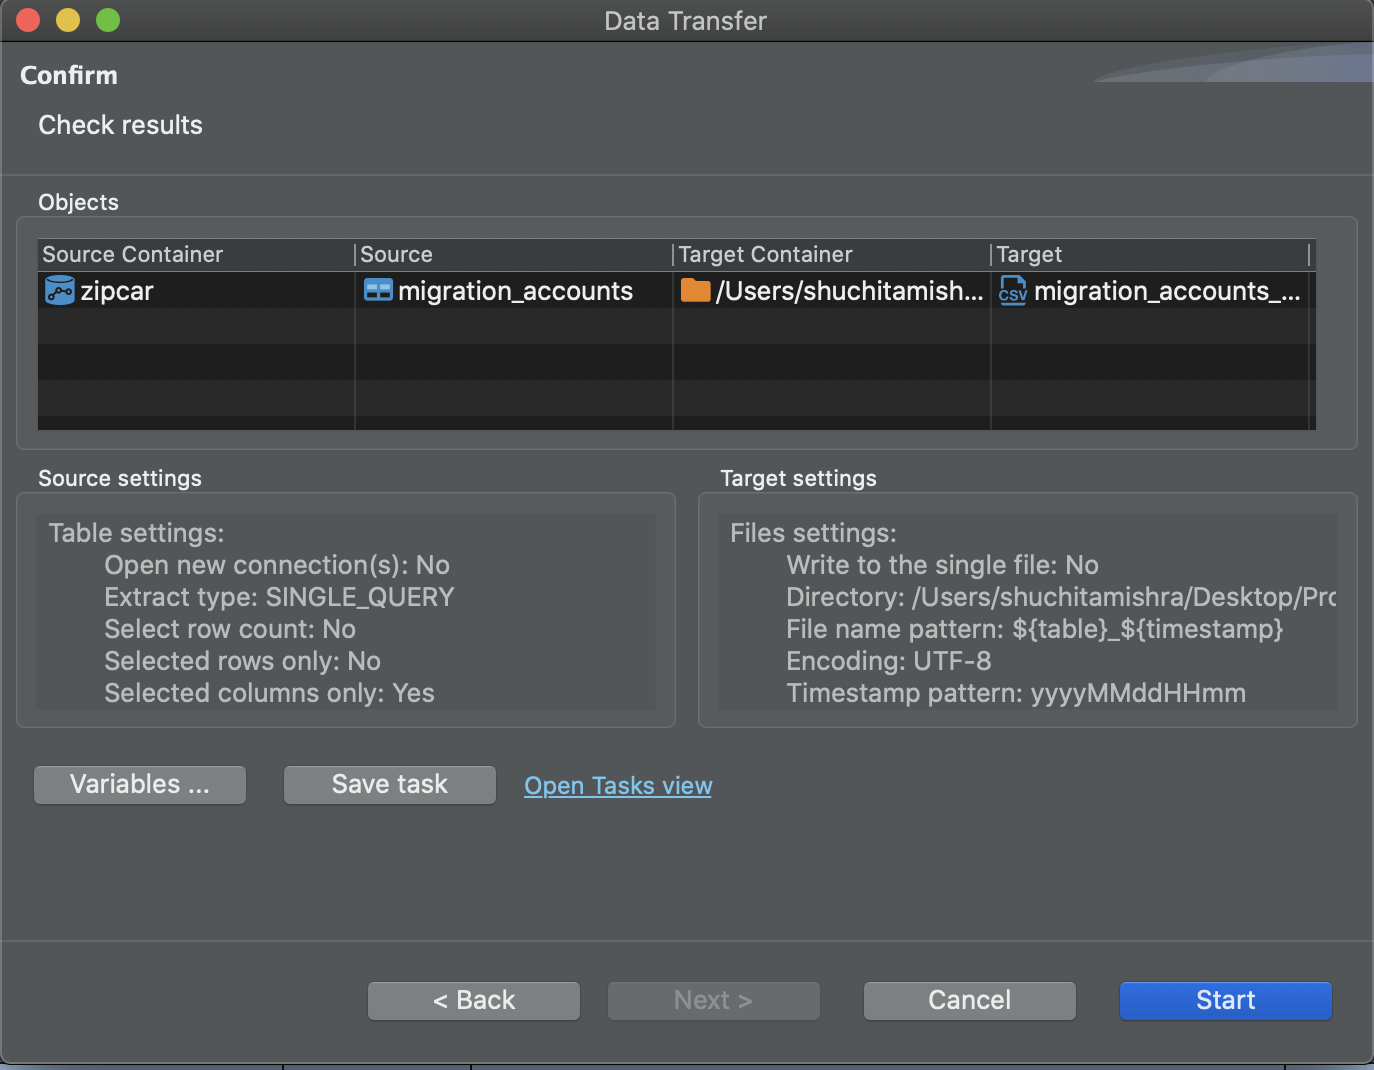 Data Transfer
Confirm
Check results
Objects
Source Container Source Target Container Target
zipcar migration_accounts /Users/shuchitamish... CSV migration_accounts_...
Source settings
Table settings:
Open new connection(s): No
Extract type: SINGLE_QUERY
Select row count: No
Selected rows only: No
Selected columns only: Yes
Target settings
Files settings:
Write to the single file: No
Directory: /Users/shuchitamishra/Desktop/Pro
File name pattern: ${table}_${timestamp}
Encoding: UTF-8
Timestamp pattern: yyyyMMddHHmm
Variables ... Save task Open Tasks view
< Back Next > Cancel Start